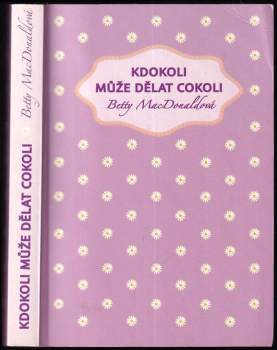 KDOKOLI
MŮŽE DĚLAT COKOLI
Betty MacDonaldová
KDOKOLI MŮŽE DĚLAT COKOLI
Betty MacDonaldová